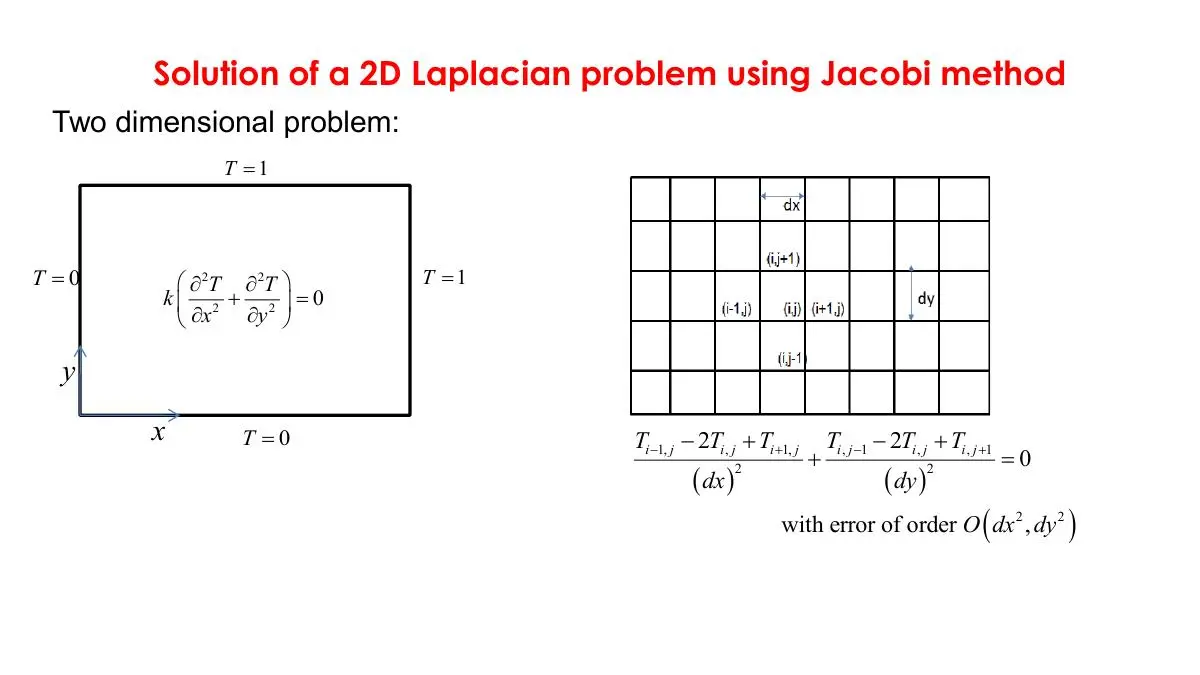 Solution of a 2D Laplacian problem using Jacobi method
Two dimensional problem:
T = 1
T = 0
k(∂²T/∂x² + ∂²T/∂y²) = 0
T = 1
y
x
T = 0
dx
(i,j+1)
(i-1,j) (i,j) (i+1,j)
dy
(i,j-1)
(T_{i-1,j} − 2T_{i,j} + T_{i+1,j})/(dx)² + (T_{i,j-1} − 2T_{i,j} + T_{i,j+1})/(dy)² = 0
with error of order O(dx², dy²)